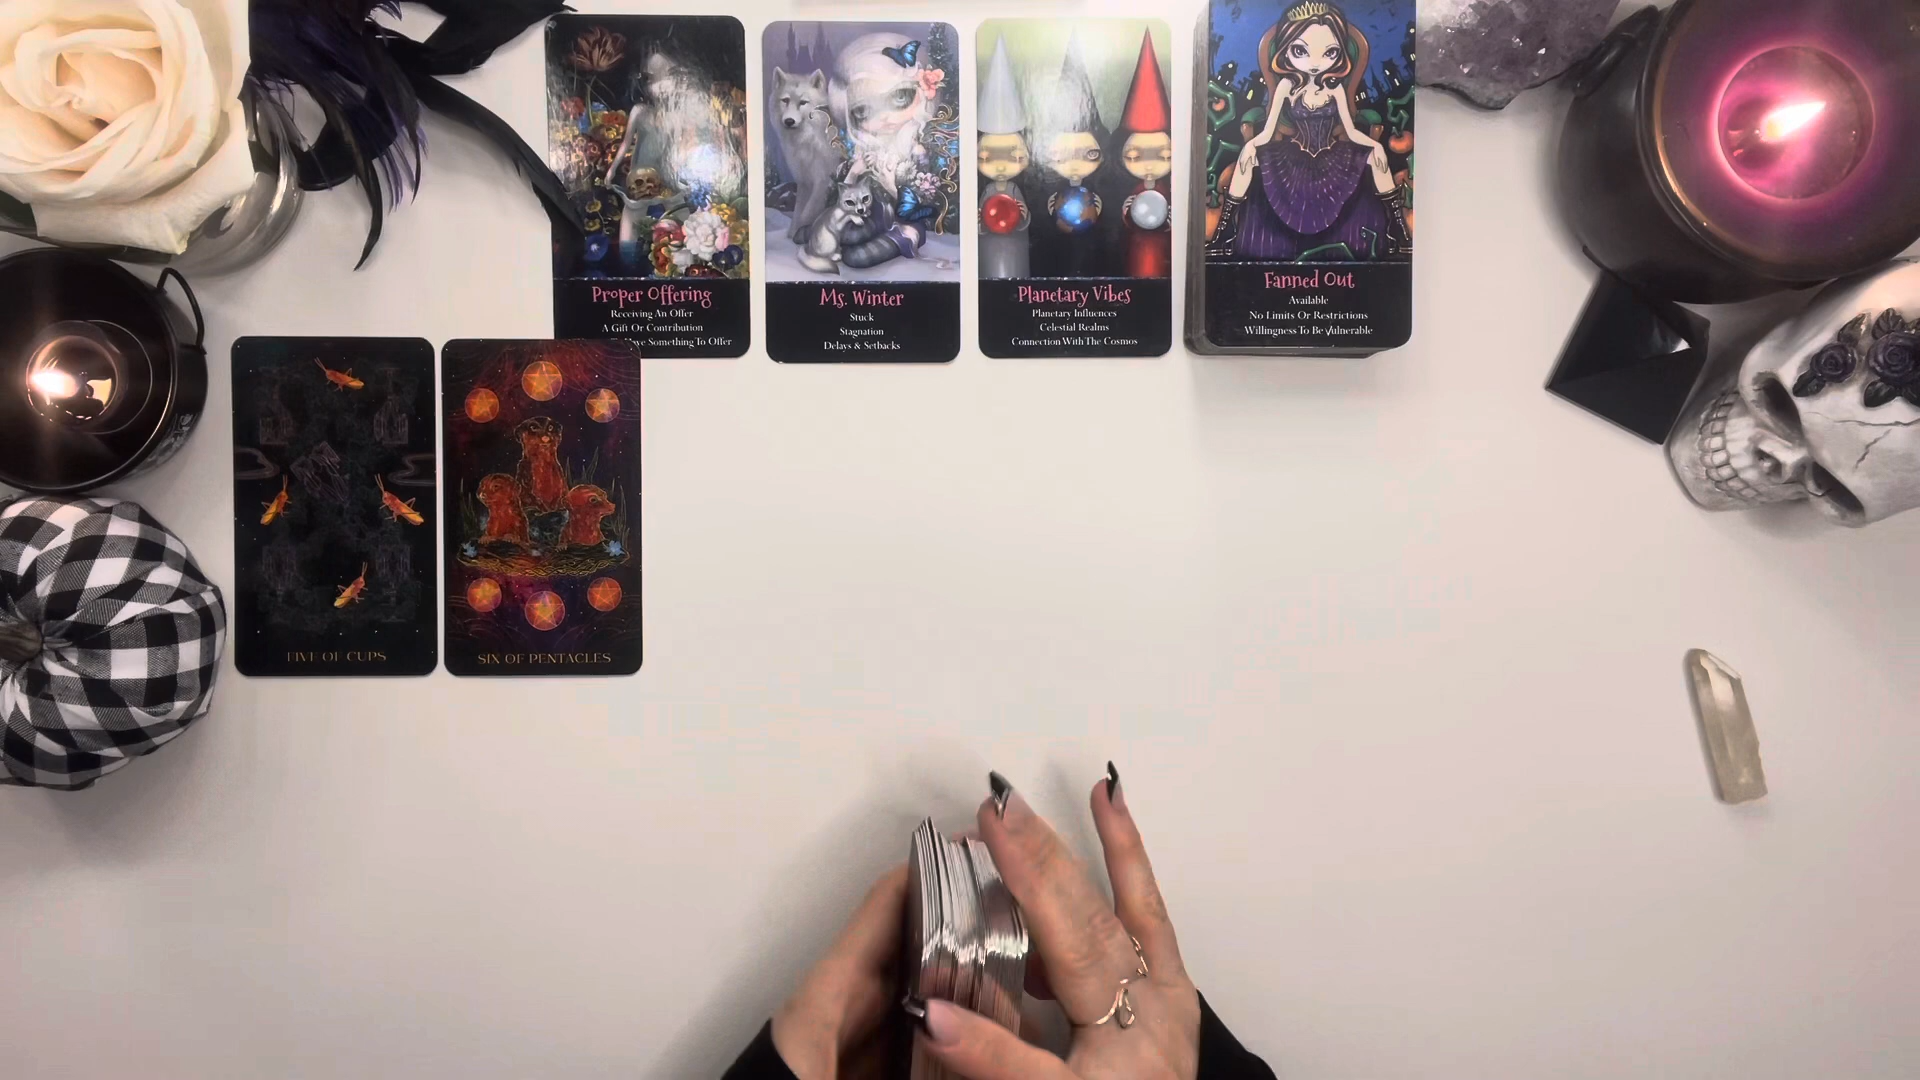 Proper Offering
Receiving An Offer
A Gift Or Contribution
Have Something To Offer
Ms. Winter
Stuck
Stagnation
Delays & Setbacks
Planetary Vibes
Planetary Influences
Celestial Realms
Connection With The Cosmos
Fanned Out
Available
No Limits Or Restrictions
Willingness To Be Vulnerable
FIVE OF CUPS
SIX OF PENTACLES